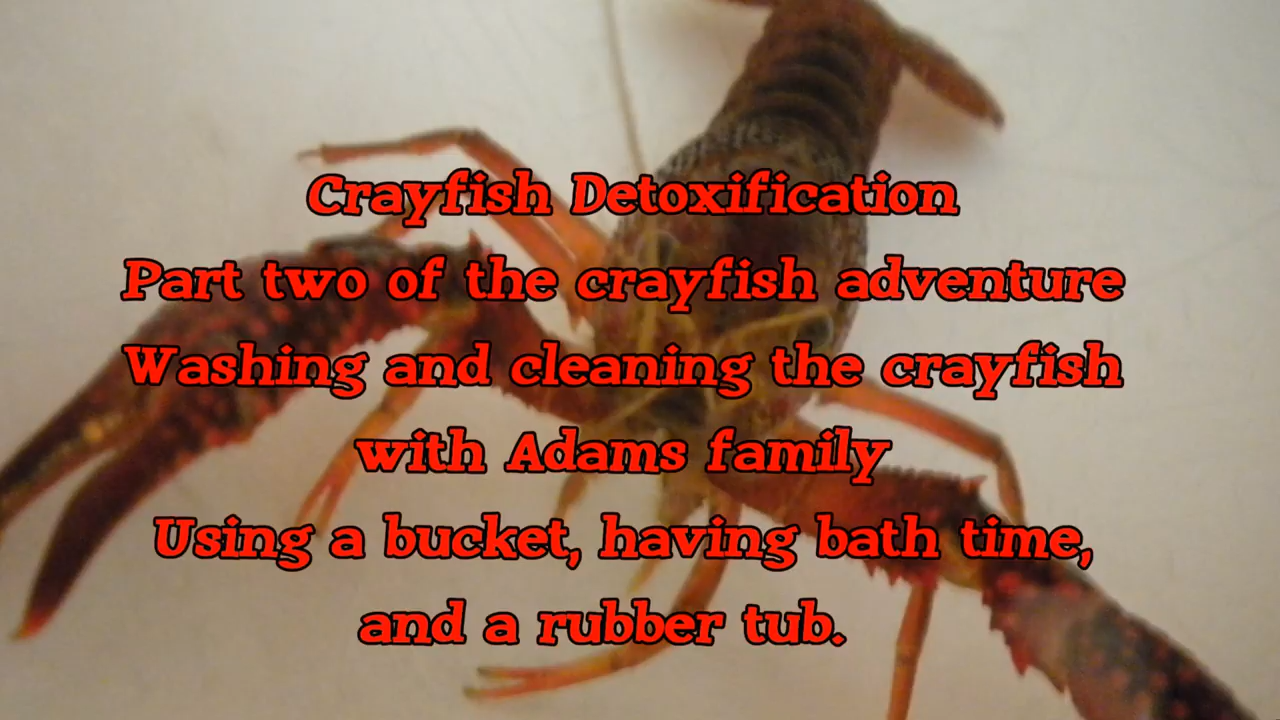 Crayfish Detoxification
Part two of the crayfish adventure
Washing and cleaning the crayfish
with Adams family
Using a bucket, having bath time,
and a rubber tub.